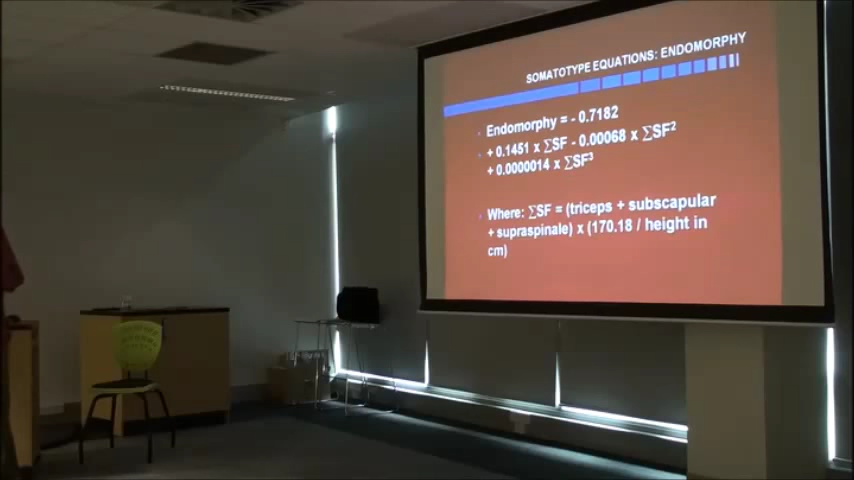 SOMATOTYPE EQUATIONS: ENDOMORPHY
Endomorphy = - 0.7182
+ 0.1451 x ∑SF - 0.00068 x ∑SF²
+ 0.0000014 x ∑SF³
Where: ∑SF = (triceps + subscapular
+ supraspinale) x (170.18 / height in
cm)